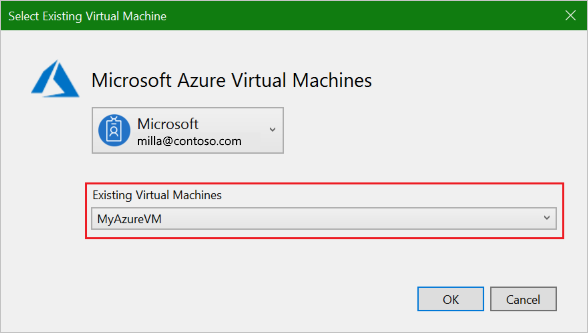 Select Existing Virtual Machine
Microsoft Azure Virtual Machines
Microsoft
milla@contoso.com
Existing Virtual Machines
MyAzureVM
OK
Cancel